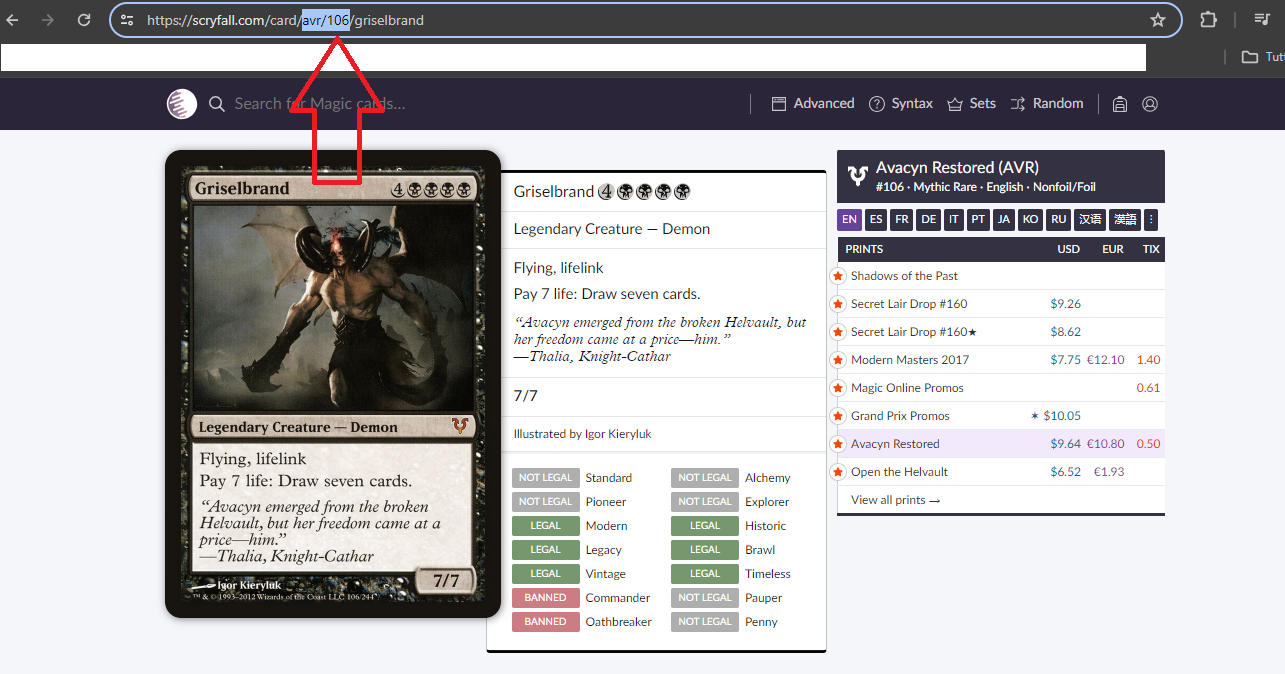 https://scryfall.com/card/avr/106/griselbrand
Tutt
Search for Magic cards...
Advanced
Syntax
Sets
Random
Griselbrand 4
Legendary Creature — Demon
Flying, lifelink
Pay 7 life: Draw seven cards.
“Avacyn emerged from the broken
Helvault, but her freedom came at a
price—him.”
—Thalia, Knight-Cathar
7/7
Igor Kieryluk
™ & © 1993–2012 Wizards of the Coast LLC 106/244
Griselbrand 4
Legendary Creature — Demon
Flying, lifelink
Pay 7 life: Draw seven cards.
“Avacyn emerged from the broken Helvault, but
her freedom came at a price—him.”
—Thalia, Knight-Cathar
7/7
Illustrated by Igor Kieryluk
NOT LEGAL Standard NOT LEGAL Alchemy
NOT LEGAL Pioneer NOT LEGAL Explorer
LEGAL Modern LEGAL Historic
LEGAL Legacy LEGAL Brawl
LEGAL Vintage LEGAL Timeless
BANNED Commander NOT LEGAL Pauper
BANNED Oathbreaker NOT LEGAL Penny
Avacyn Restored (AVR)
#106 · Mythic Rare · English · Nonfoil/Foil
EN ES FR DE IT PT JA KO RU 汉语 漢語
PRINTS USD EUR TIX
Shadows of the Past
Secret Lair Drop #160 $9.26
Secret Lair Drop #160★ $8.62
Modern Masters 2017 $7.75 €12.10 1.40
Magic Online Promos 0.61
Grand Prix Promos ✶ $10.05
Avacyn Restored $9.64 €10.80 0.50
Open the Helvault $6.52 €1.93
View all prints →